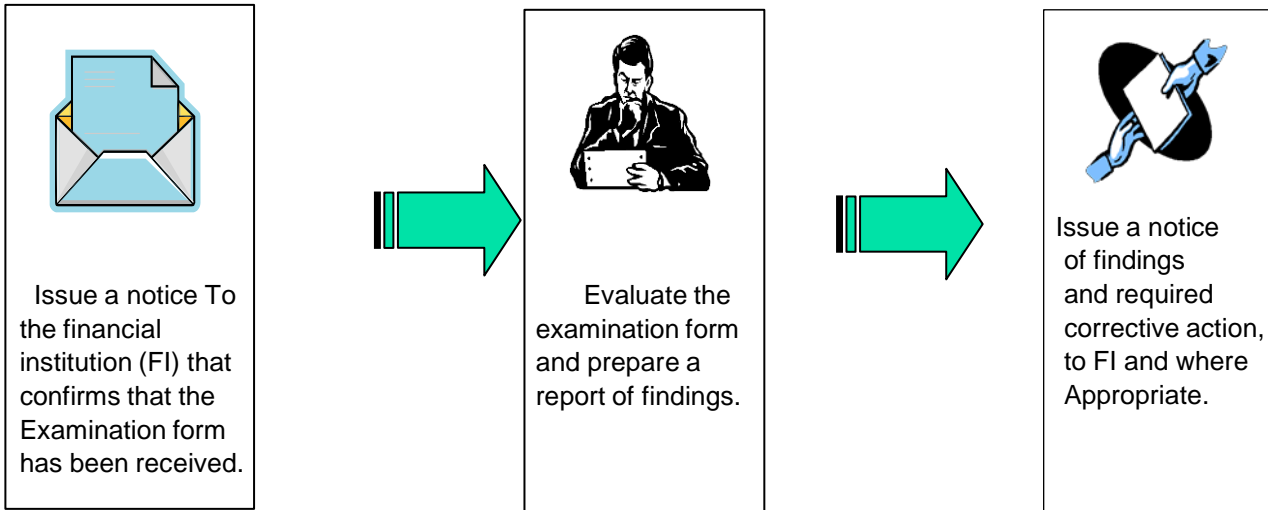 Issue a notice To
the financial
institution (FI) that
confirms that the
Examination form
has been received.
Evaluate the
examination form
and prepare a
report of findings.
Issue a notice
of findings
and required
corrective action,
to FI and where
Appropriate.